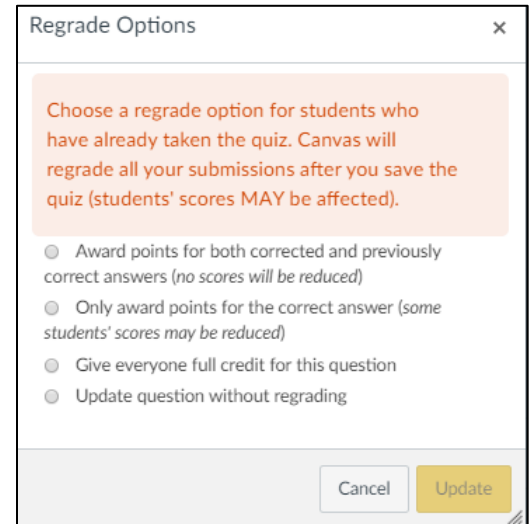 Regrade Options ×
Choose a regrade option for students who
have already taken the quiz. Canvas will
regrade all your submissions after you save the
quiz (students' scores MAY be affected).
Award points for both corrected and previously
correct answers (no scores will be reduced)
Only award points for the correct answer (some
students' scores may be reduced)
Give everyone full credit for this question
Update question without regrading
Cancel Update